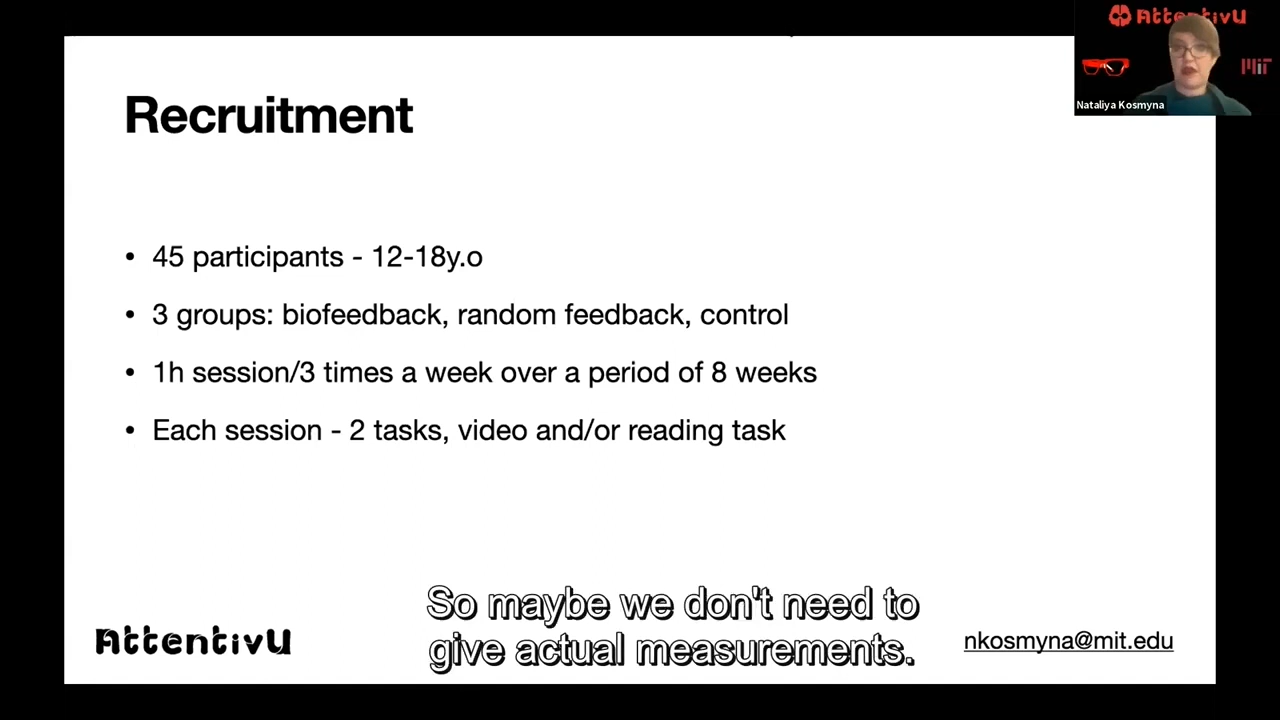 AttentivU
MIT
Nataliya Kosmyna
Recruitment
• 45 participants - 12-18y.o
• 3 groups: biofeedback, random feedback, control
• 1h session/3 times a week over a period of 8 weeks
• Each session - 2 tasks, video and/or reading task
So maybe we don't need to
give actual measurements.
AttentivU
nkosmyna@mit.edu